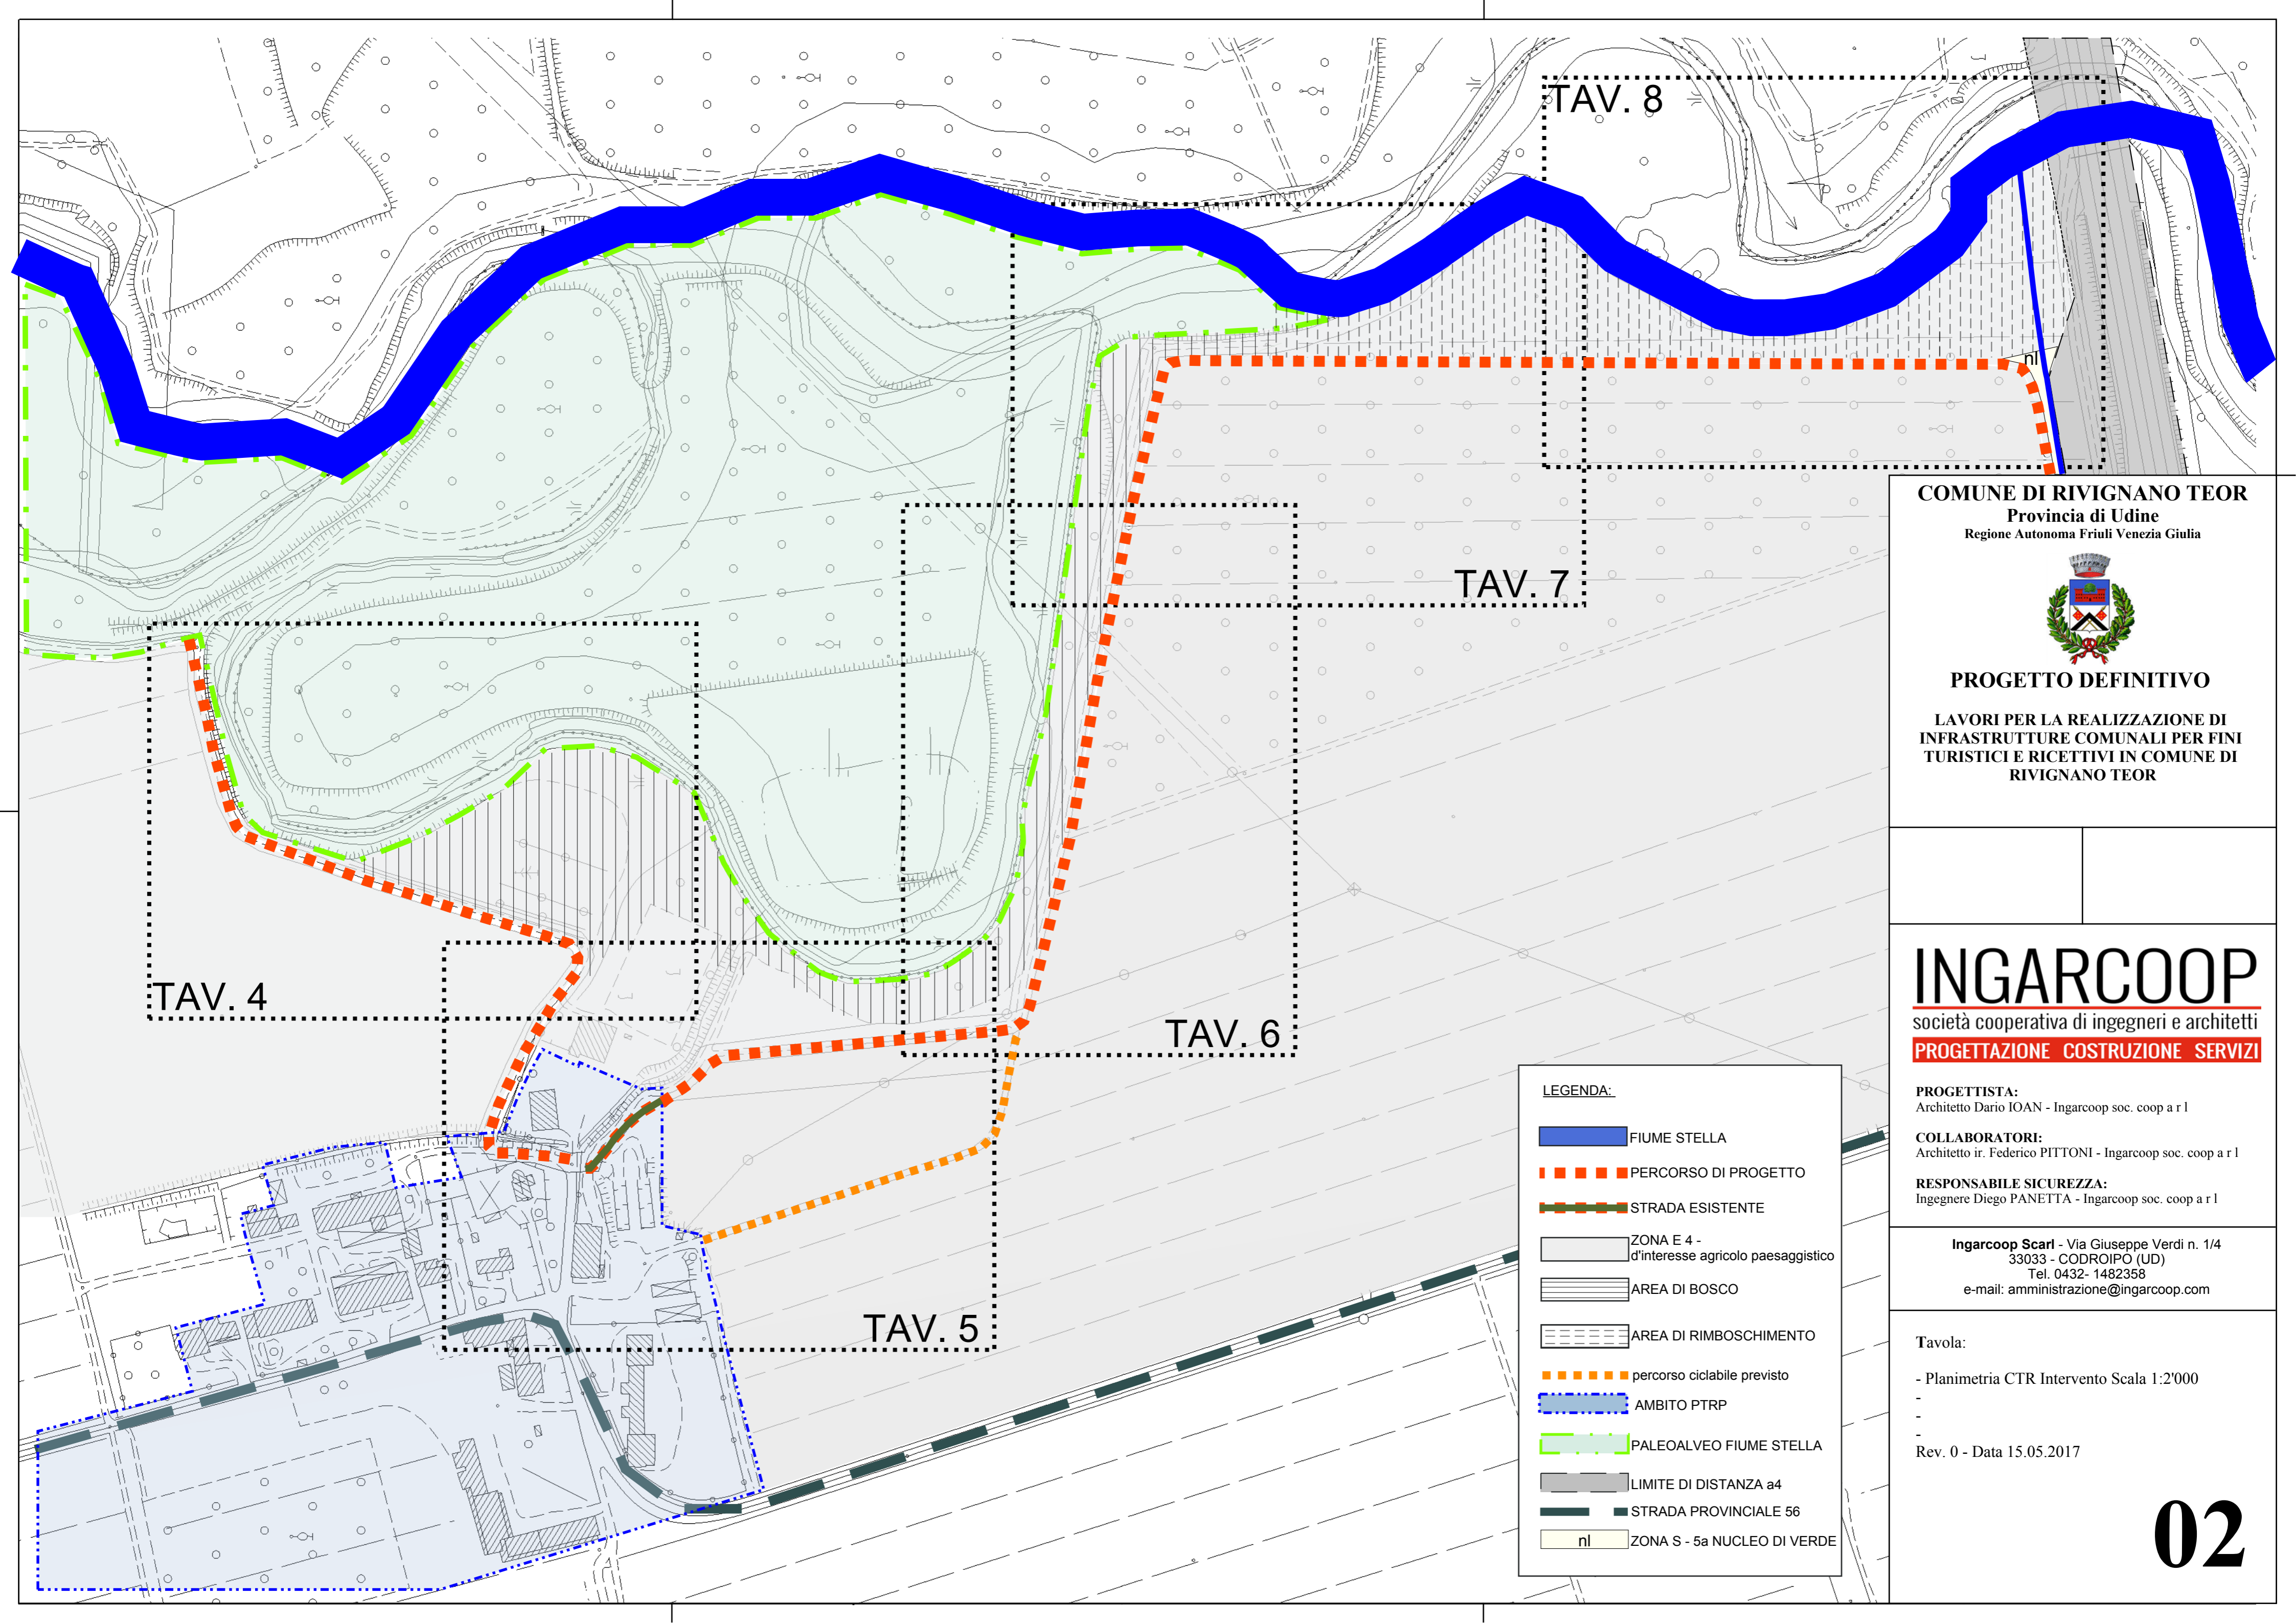 TAV. 8
nl
TAV. 7
TAV. 4
TAV. 6
TAV. 5
LEGENDA:
FIUME STELLA
PERCORSO DI PROGETTO
STRADA ESISTENTE
ZONA E 4 -
d'interesse agricolo paesaggistico
AREA DI BOSCO
AREA DI RIMBOSCHIMENTO
percorso ciclabile previsto
AMBITO PTRP
PALEOALVEO FIUME STELLA
LIMITE DI DISTANZA a4
STRADA PROVINCIALE 56
nl ZONA S - 5a NUCLEO DI VERDE
COMUNE DI RIVIGNANO TEOR
Provincia di Udine
Regione Autonoma Friuli Venezia Giulia
PROGETTO DEFINITIVO
LAVORI PER LA REALIZZAZIONE DI
INFRASTRUTTURE COMUNALI PER FINI
TURISTICI E RICETTIVI IN COMUNE DI
RIVIGNANO TEOR
INGARCOOP
società cooperativa di ingegneri e architetti
PROGETTAZIONE COSTRUZIONE SERVIZI
PROGETTISTA:
Architetto Dario IOAN - Ingarcoop soc. coop a r l
COLLABORATORI:
Architetto ir. Federico PITTONI - Ingarcoop soc. coop a r l
RESPONSABILE SICUREZZA:
Ingegnere Diego PANETTA - Ingarcoop soc. coop a r l
Ingarcoop Scarl - Via Giuseppe Verdi n. 1/4
33033 - CODROIPO (UD)
Tel. 0432- 1482358
e-mail: amministrazione@ingarcoop.com
Tavola:
- Planimetria CTR Intervento Scala 1:2'000
-
-
-
Rev. 0 - Data 15.05.2017
02